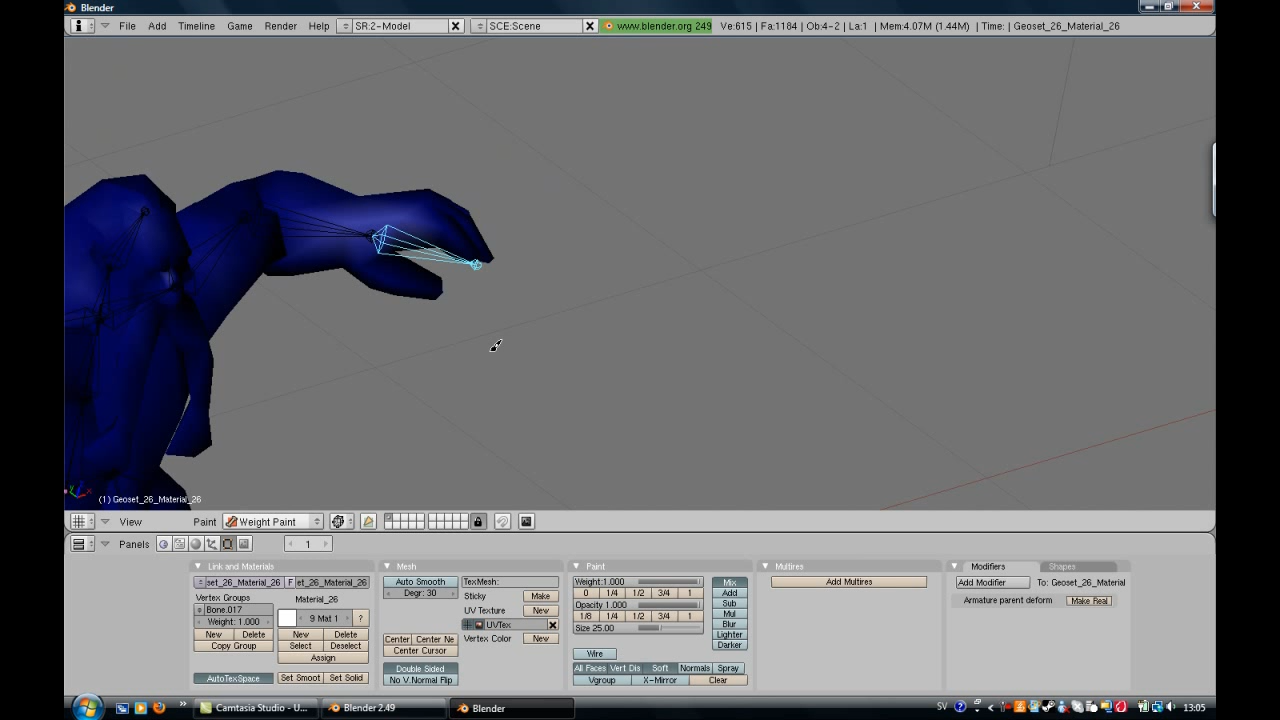 Blender
File Add Timeline Game Render Help SR:2-Model SCE:Scene www.blender.org 249 Ve:615 | Fa:1184 | Ob:4-2 | La:1 | Mem:4.07M (1.44M) | Time: | Geoset_26_Material_26
(1) Geoset_26_Material_26
View Paint Weight Paint
Panels 1
Link and Materials
set_26_Material_26 F et_26_Material_26
Vertex Groups
Material_26
Bone.017
Weight: 1.000
9 Mat 1 ?
New Delete New Delete
Copy Group Select Deselect
Assign
AutoTexSpace Set Smoot Set Solid
Mesh
Auto Smooth
Degr: 30
TexMesh:
Sticky Make
UV Texture New
UVTex
Vertex Color New
Center Center Ne
Center Cursor
Double Sided
No V.Normal Flip
Paint
Weight:1.000
0 1/4 1/2 3/4 1
Opacity 1.000
1/8 1/4 1/2 3/4 1
Size 25.00
Mix
Add
Sub
Mul
Blur
Lighter
Darker
Wire
All Faces Vert Dis Soft Normals Spray
Vgroup X-Mirror Clear
Multires
Add Multires
Modifiers Shapes
Add Modifier To: Geoset_26_Material
Armature parent deform Make Real
Camtasia Studio - U... Blender 2.49 Blender SV 13:05